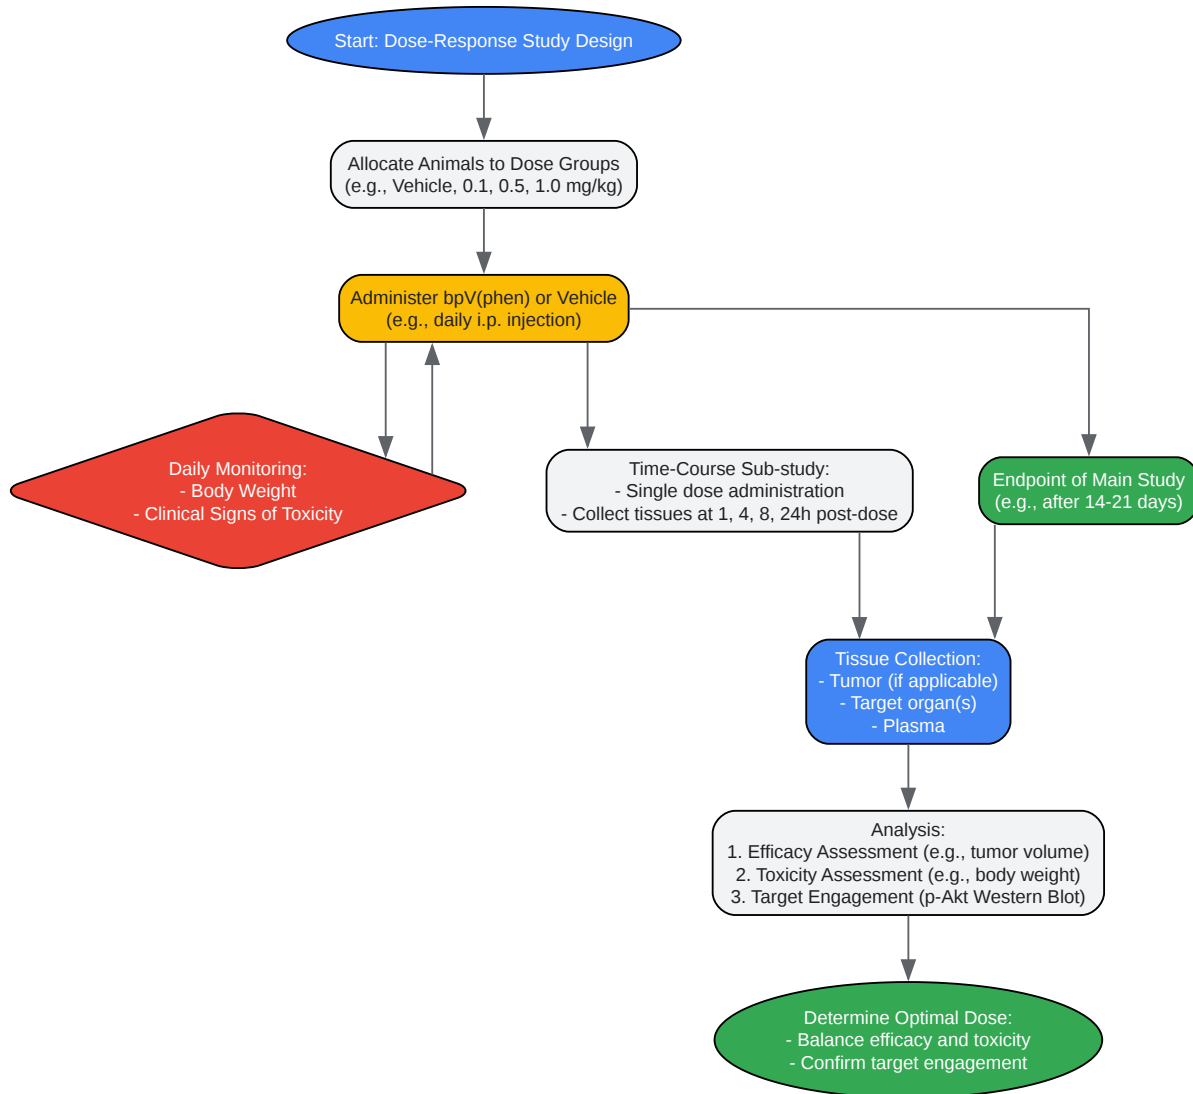 Start: Dose-Response Study Design
Allocate Animals to Dose Groups
(e.g., Vehicle, 0.1, 0.5, 1.0 mg/kg)
Administer bpV(phen) or Vehicle
(e.g., daily i.p. injection)
Daily Monitoring:
- Body Weight
- Clinical Signs of Toxicity
Time-Course Sub-study:
- Single dose administration
- Collect tissues at 1, 4, 8, 24h post-dose
Endpoint of Main Study
(e.g., after 14-21 days)
Tissue Collection:
- Tumor (if applicable)
- Target organ(s)
- Plasma
Analysis:
1. Efficacy Assessment (e.g., tumor volume)
2. Toxicity Assessment (e.g., body weight)
3. Target Engagement (p-Akt Western Blot)
Determine Optimal Dose:
- Balance efficacy and toxicity
- Confirm target engagement